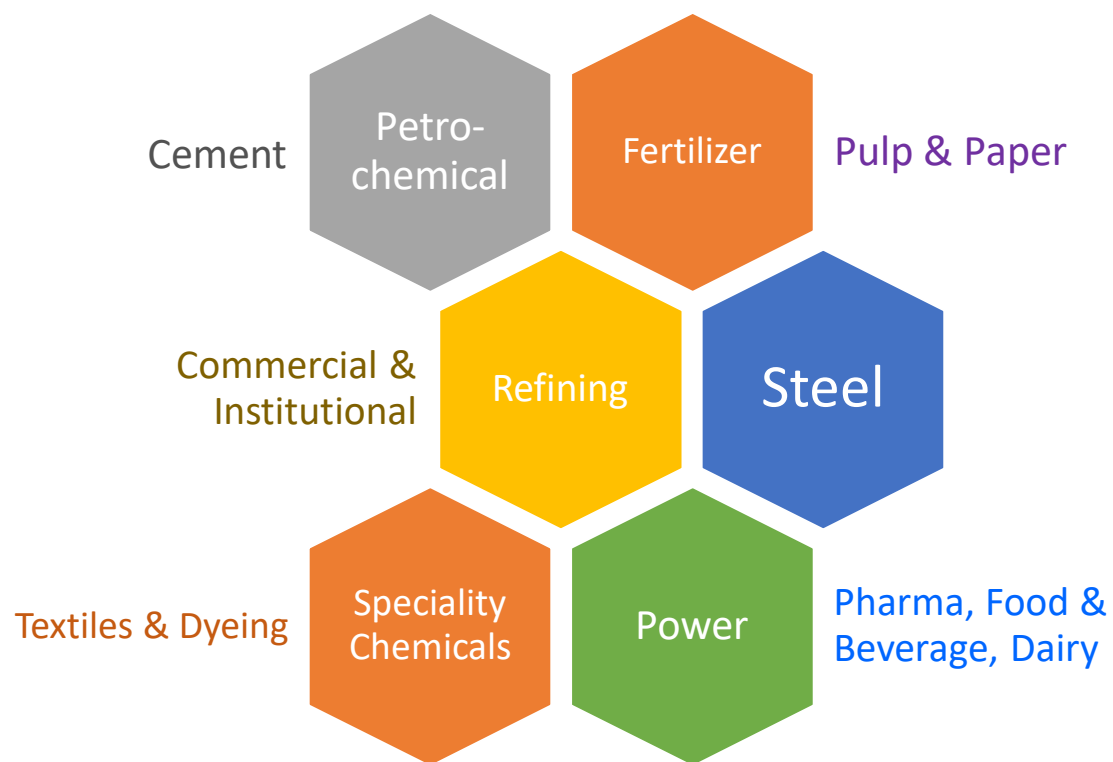 Cement
Petro-
chemical
Fertilizer
Pulp & Paper
Commercial &
Institutional
Refining
Steel
Textiles & Dyeing
Speciality
Chemicals
Power
Pharma, Food &
Beverage, Dairy